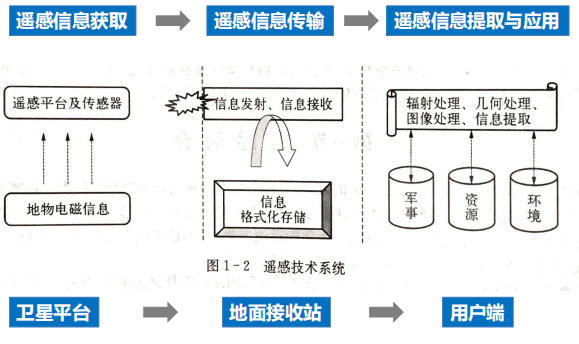 遥感信息获取
遥感信息传输
遥感信息提取与应用
遥感平台及传感器
地物电磁信息
信息发射、信息接收
信息
格式化存储
辐射处理、几何处理、
图像处理、信息提取
军事
资源
环境
图1-2 遥感技术系统
卫星平台
地面接收站
用户端